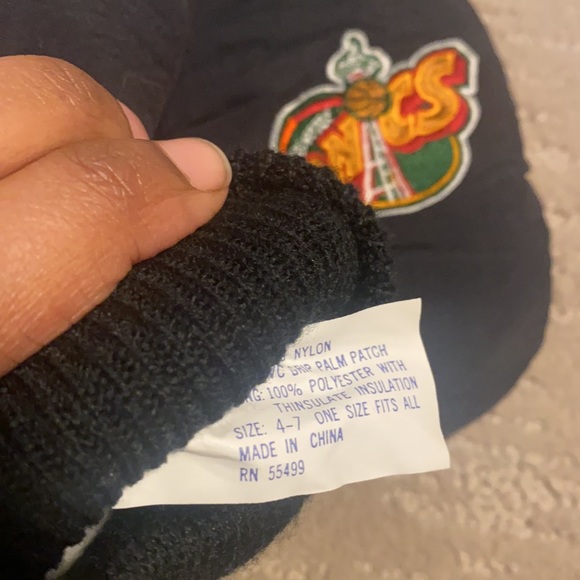 NYLON
GRIP PALM PATCH
100% POLYESTER WITH
THINSULATE INSULATION
SIZE: 4-7 ONE SIZE FITS ALL
MADE IN CHINA
RN 55499